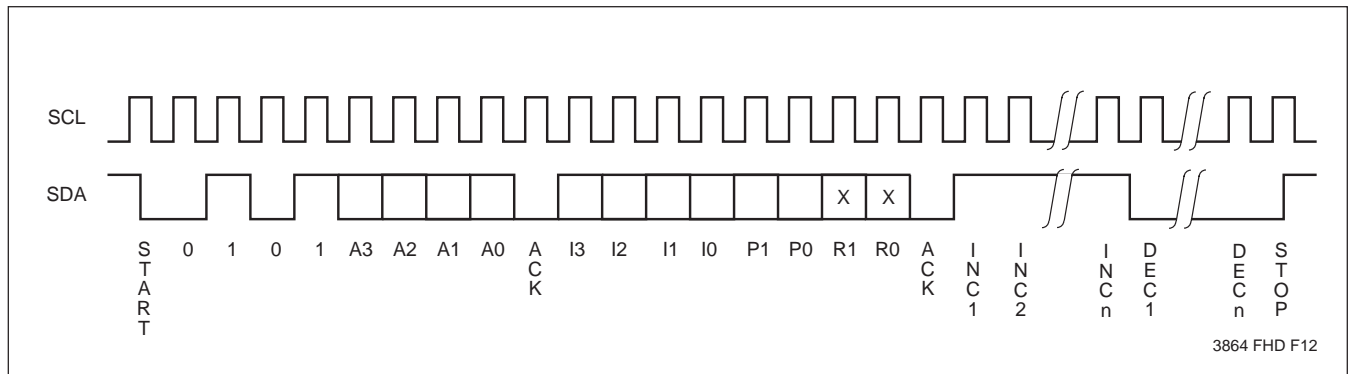 SCL
SDA
X X
START 0 1 0 1 A3 A2 A1 A0 ACK I3 I2 I1 I0 P1 P0 R1 R0 ACK INC1 INC2 INCn DEC1 DECn STOP
3864 FHD F12